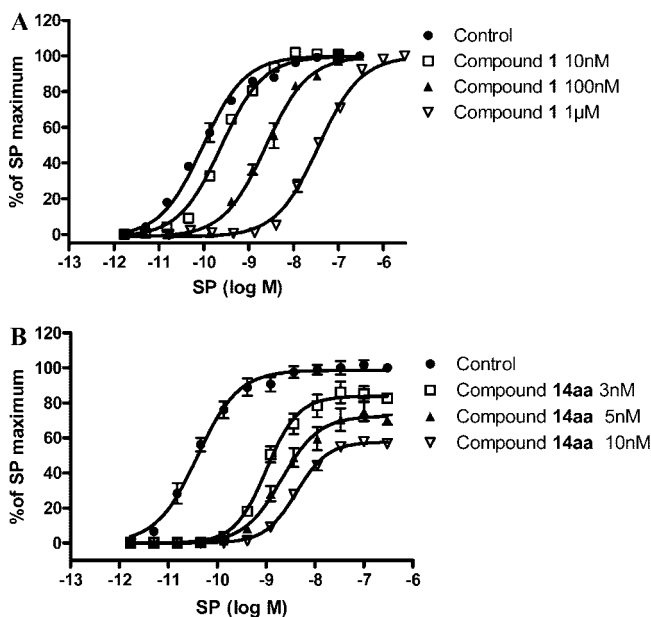 A
120
100
80
60
40
20
0
-13 -12 -11 -10 -9 -8 -7 -6
%of SP maximum
SP (log M)
Control
Compound 1 10nM
Compound 1 100nM
Compound 1 1µM
B
120
100
80
60
40
20
0
-13 -12 -11 -10 -9 -8 -7 -6
%of SP maximum
SP (log M)
Control
Compound 14aa 3nM
Compound 14aa 5nM
Compound 14aa 10nM